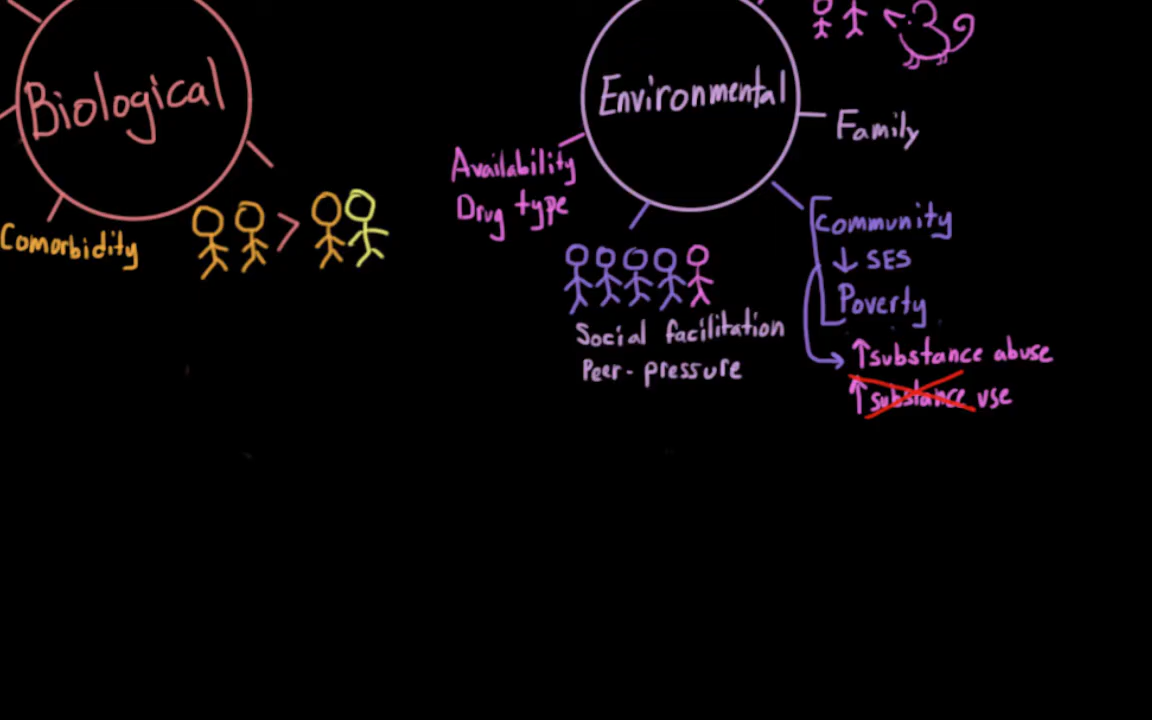 Biological
Comorbidity
>
Environmental
Availability
Drug type
Social facilitation
Peer-pressure
Family
Community
↓ SES
Poverty
↑substance abuse
↑substance use